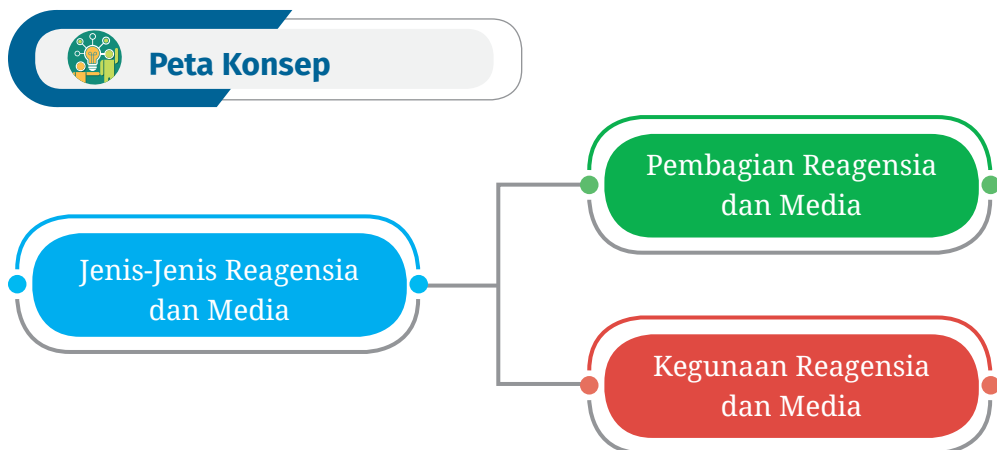 Peta Konsep
Pembagian Reagensia
dan Media
Jenis-Jenis Reagensia
dan Media
Kegunaan Reagensia
dan Media